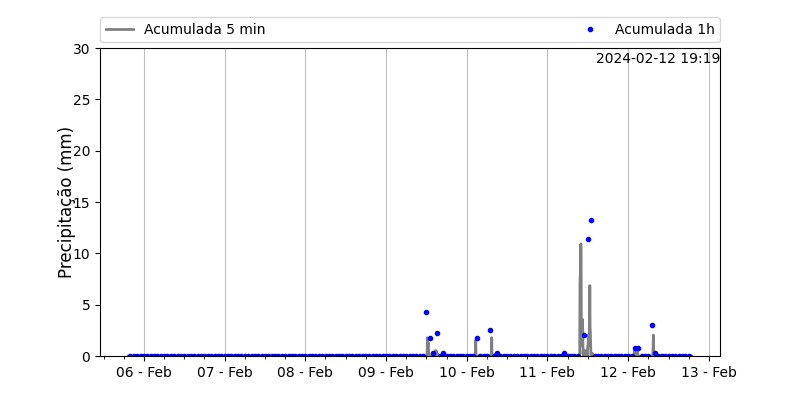 Acumulada 5 min
Acumulada 1h
2024-02-12 19:19
Precipitação (mm)
30
25
20
15
10
5
0
06 - Feb
07 - Feb
08 - Feb
09 - Feb
10 - Feb
11 - Feb
12 - Feb
13 - Feb